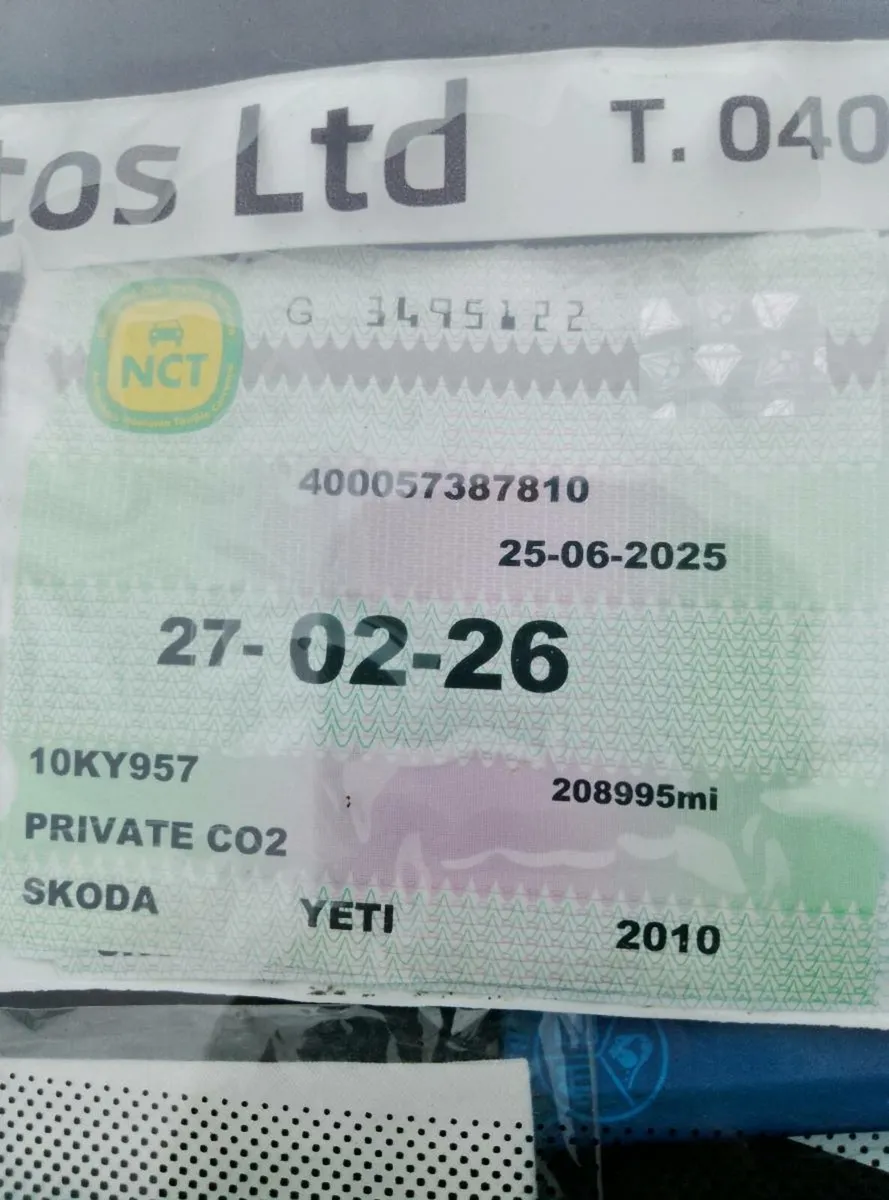 tos Ltd T. 040
NCT
G 3495122
400057387810
25-06-2025
27-02-26
10KY957
208995mi
PRIVATE CO2
SKODA YETI 2010